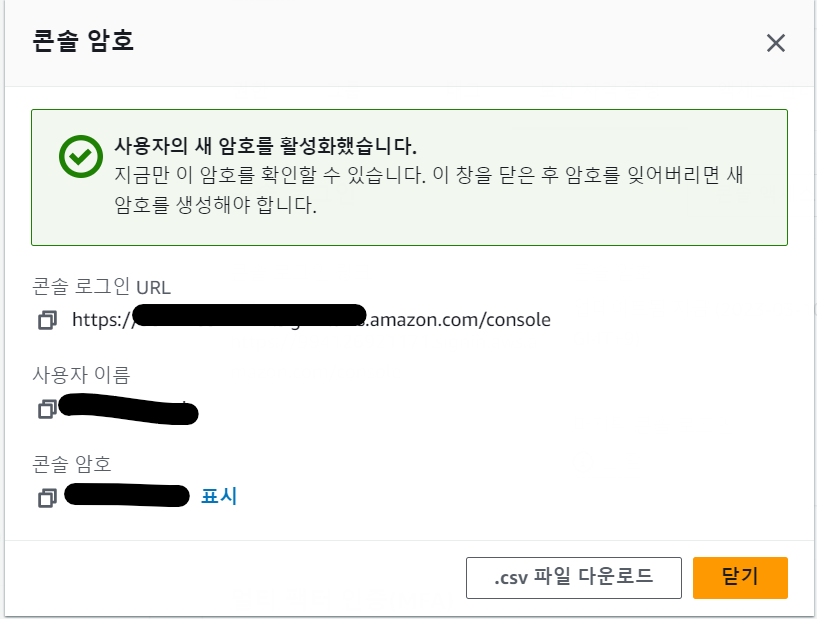 콘솔 암호
사용자의 새 암호를 활성화했습니다.
지금만 이 암호를 확인할 수 있습니다. 이 창을 닫은 후 암호를 잊어버리면 새
암호를 생성해야 합니다.
콘솔 로그인 URL
https:/ .amazon.com/console
사용자 이름
콘솔 암호
표시
.csv 파일 다운로드
닫기